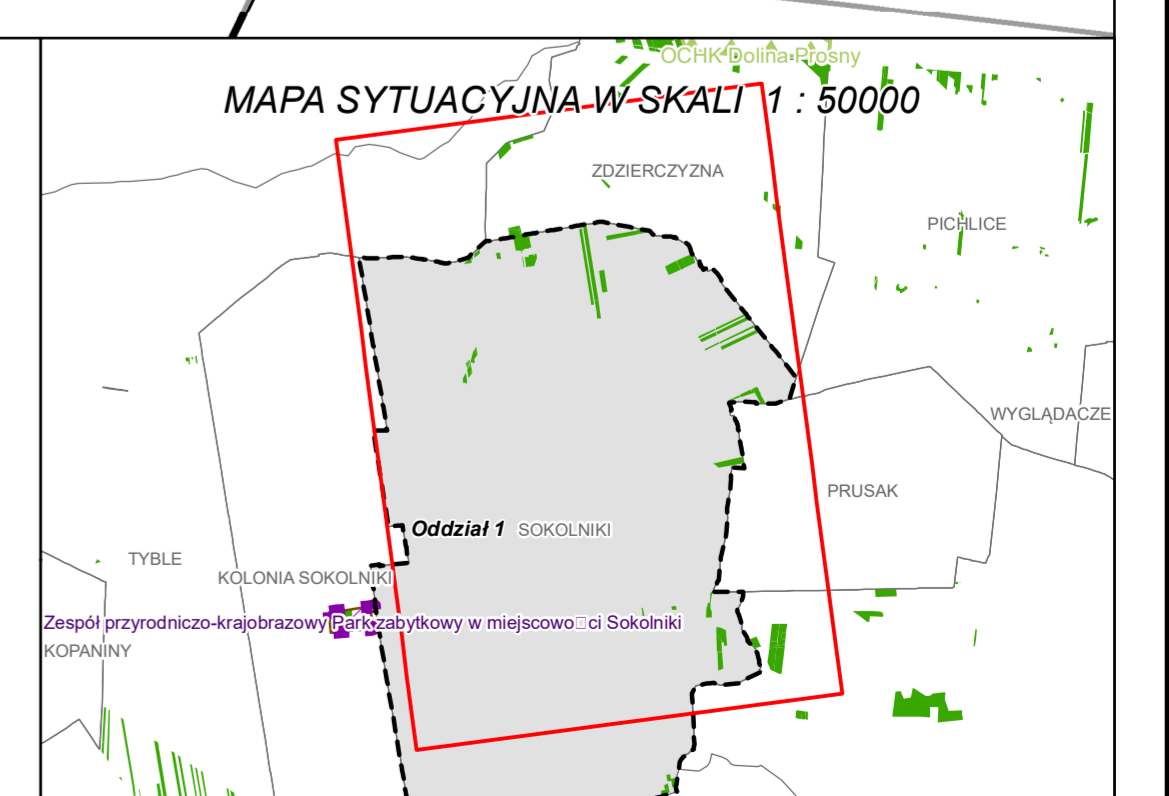 OCHK Dolina Prosny
MAPA SYTUACYJNA W SKALI 1 : 50000
ZDZIERCZYZNA
PICHLICE
WYGLĄDACZE
PRUSAK
Oddział 1 SOKOLNIKI
TYBLE
KOLONIA SOKOLNIKI
Zespół przyrodniczo-krajobrazowy Park zabytkowy w miejscowo□ci Sokolniki
KOPANINY